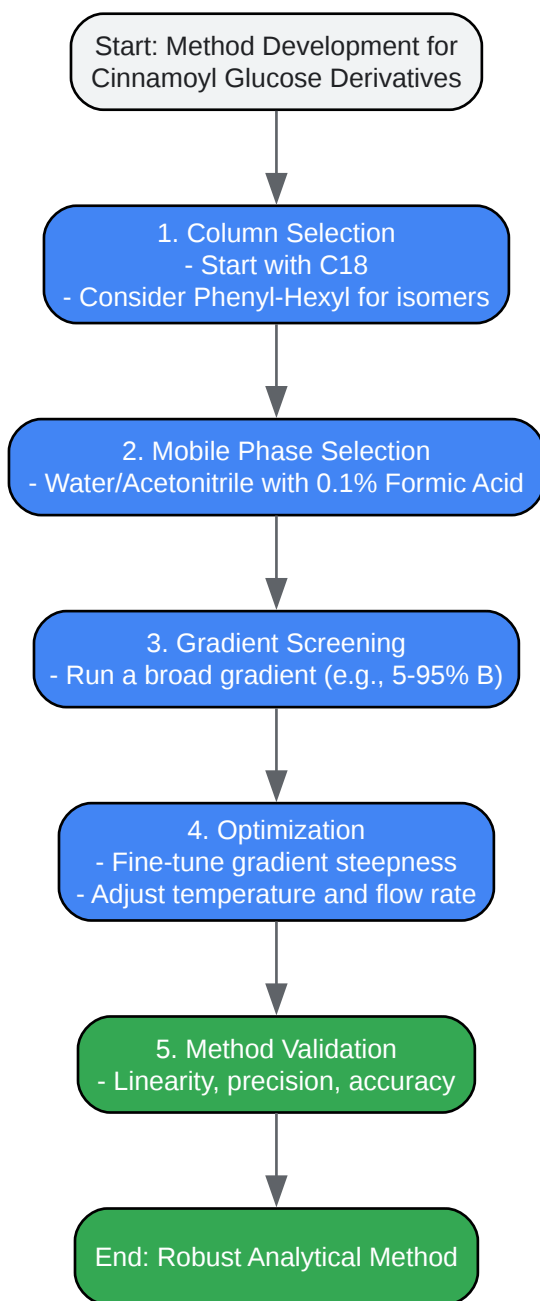 Start: Method Development for
Cinnamoyl Glucose Derivatives
1. Column Selection
- Start with C18
- Consider Phenyl-Hexyl for isomers
2. Mobile Phase Selection
- Water/Acetonitrile with 0.1% Formic Acid
3. Gradient Screening
- Run a broad gradient (e.g., 5-95% B)
4. Optimization
- Fine-tune gradient steepness
- Adjust temperature and flow rate
5. Method Validation
- Linearity, precision, accuracy
End: Robust Analytical Method